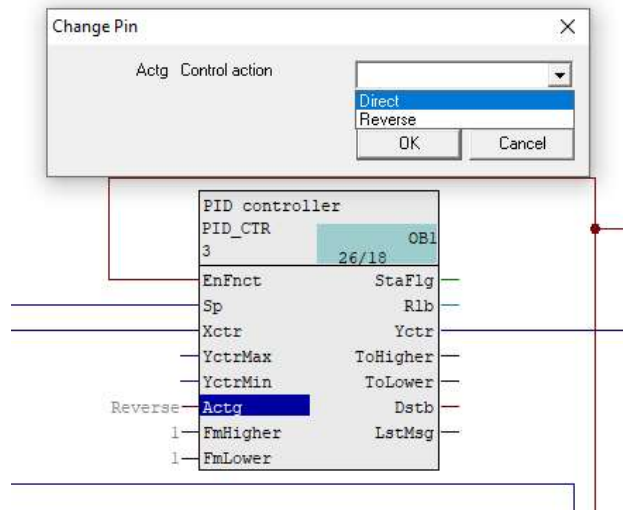 Change Pin
Actg Control action
Direct
Reverse
OK Cancel
PID controller
PID_CTR
3
OB1
26/18
EnFnct StaFlg
Sp Rlb
Xctr Yctr
YctrMax ToHigher
YctrMin ToLower
Reverse Actg Dstb
1 FmHigher LstMsg
1 FmLower